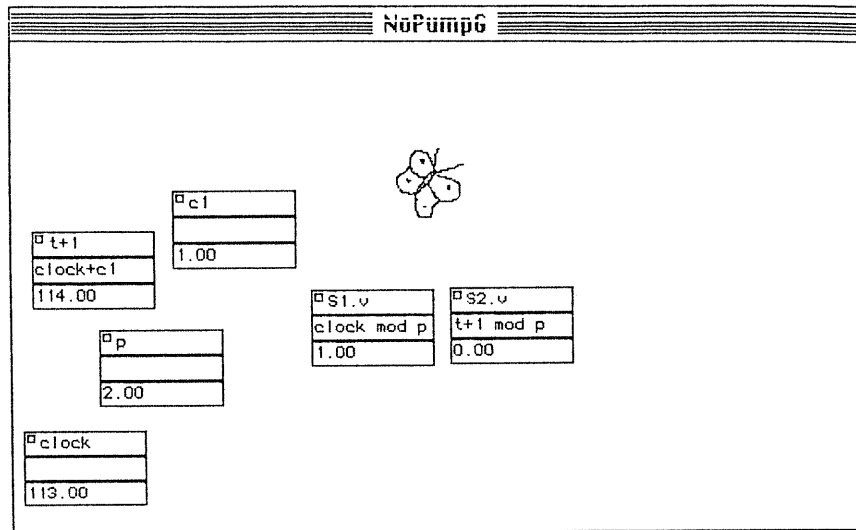 NoPumpG
c1
1.00
t+1
clock+c1
114.00
S1.v
clock mod p
1.00
S2.v
t+1 mod p
0.00
p
2.00
clock
113.00